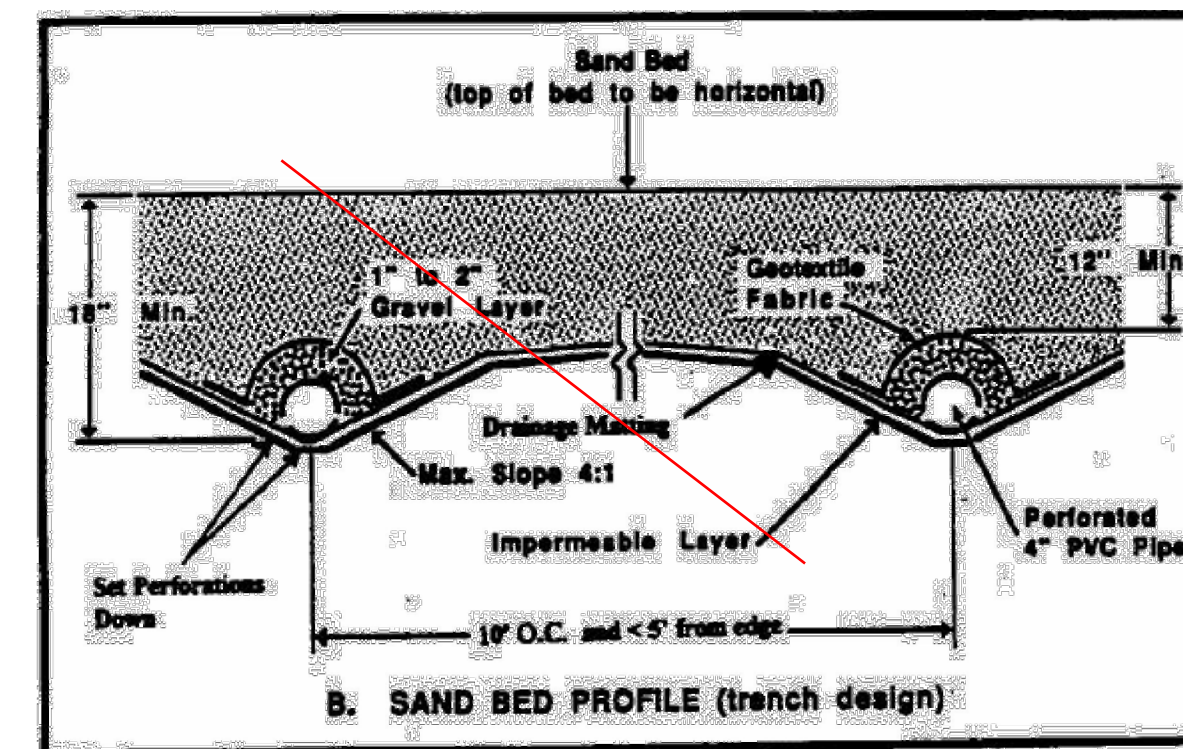 Sand Bed
(top of bed to be horizontal)
1" to 2"
Gravel Layer
Geotextile
Fabric
12" Min
18" Min.
Drainage Matting
Max. Slope 4:1
Impermeable Layer
Perforated
4" PVC Pipe
Set Perforations
Down
10' O.C. and < 5' from edge
B. SAND BED PROFILE (trench design)